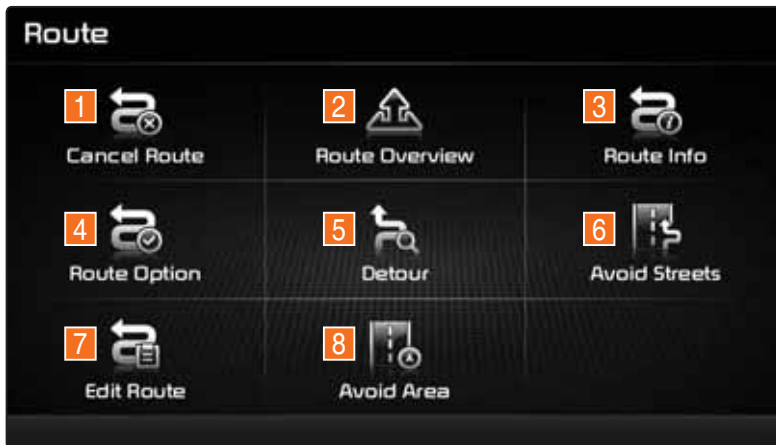 Route
1 2 3
Cancel Route Route Overview Route Info
4 5 6
Route Option Detour Avoid Streets
7 8
Edit Route Avoid Area